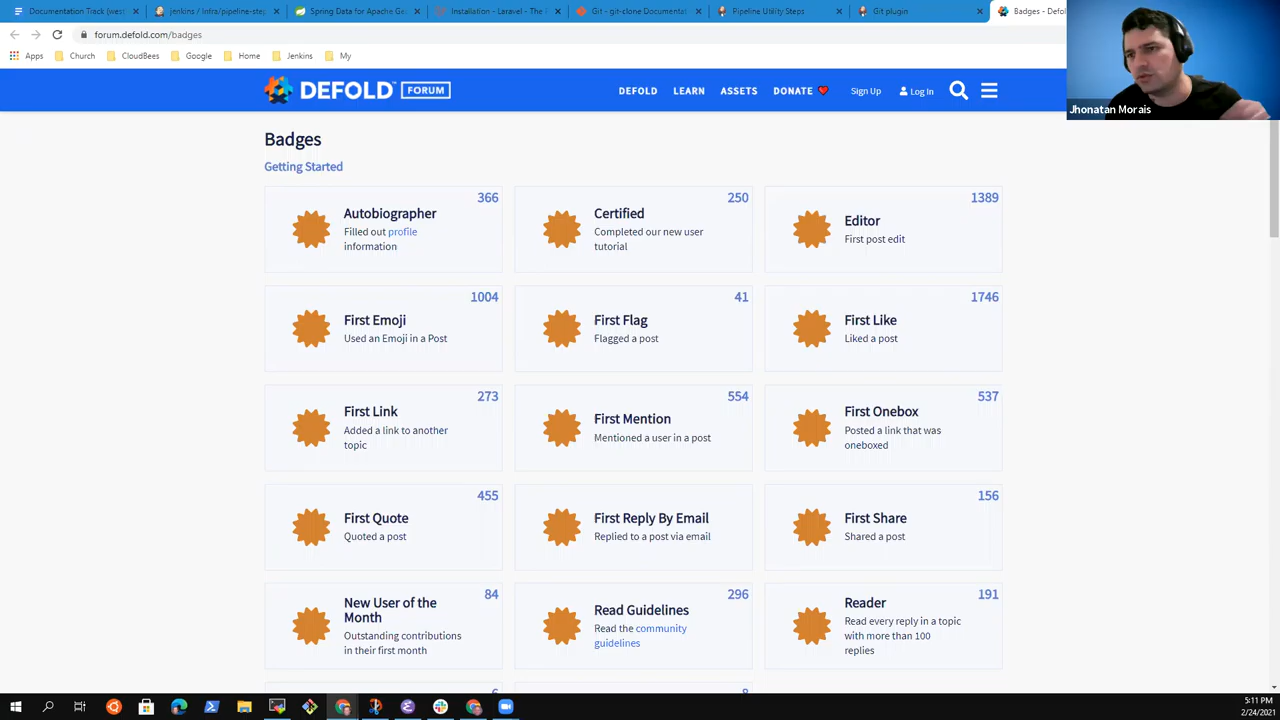 Documentation Track (west
jenkins / Infra/pipeline-step
Spring Data for Apache Ge
Installation - Laravel - The
Git - git-clone Documentat
Pipeline Utility Steps
Git plugin
Badges - Defol
forum.defold.com/badges
Apps
Church
CloudBees
Google
Home
Jenkins
My
Jhonatan Morais
DEFOLD FORUM
DEFOLD
LEARN
ASSETS
DONATE
Sign Up
Log In
Badges
Getting Started
366
Autobiographer
Filled out profile
information
250
Certified
Completed our new user
tutorial
1389
Editor
First post edit
1004
First Emoji
Used an Emoji in a Post
41
First Flag
Flagged a post
1746
First Like
Liked a post
273
First Link
Added a link to another
topic
554
First Mention
Mentioned a user in a post
537
First Onebox
Posted a link that was
oneboxed
455
First Quote
Quoted a post
First Reply By Email
Replied to a post via email
156
First Share
Shared a post
84
New User of the
Month
Outstanding contributions
in their first month
296
Read Guidelines
Read the community
guidelines
191
Reader
Read every reply in a topic
with more than 100
replies
5:11 PM
2/24/2021